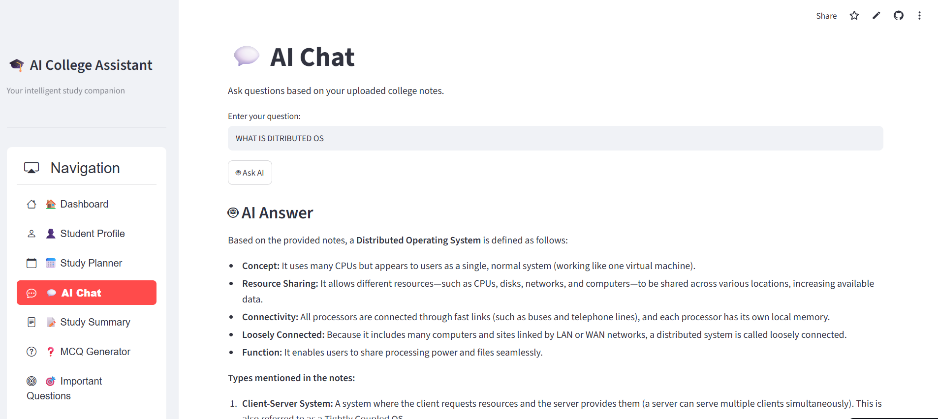 Share
AI College Assistant
Your intelligent study companion
Navigation
Dashboard
Student Profile
Study Planner
AI Chat
Study Summary
MCQ Generator
Important
Questions
AI Chat
Ask questions based on your uploaded college notes.
Enter your question:
WHAT IS DITRIBUTED OS
Ask AI
AI Answer
Based on the provided notes, a Distributed Operating System is defined as follows:
• Concept: It uses many CPUs but appears to users as a single, normal system (working like one virtual machine).
• Resource Sharing: It allows different resources—such as CPUs, disks, networks, and computers—to be shared across various locations, increasing available
data.
• Connectivity: All processors are connected through fast links (such as buses and telephone lines), and each processor has its own local memory.
• Loosely Connected: Because it includes many computers and sites linked by LAN or WAN networks, a distributed system is called loosely connected.
• Function: It enables users to share processing power and files seamlessly.
Types mentioned in the notes:
1. Client-Server System: A system where the client requests resources and the server provides them (a server can serve multiple clients simultaneously). This is
also referred to as a Tightly Coupled OS.